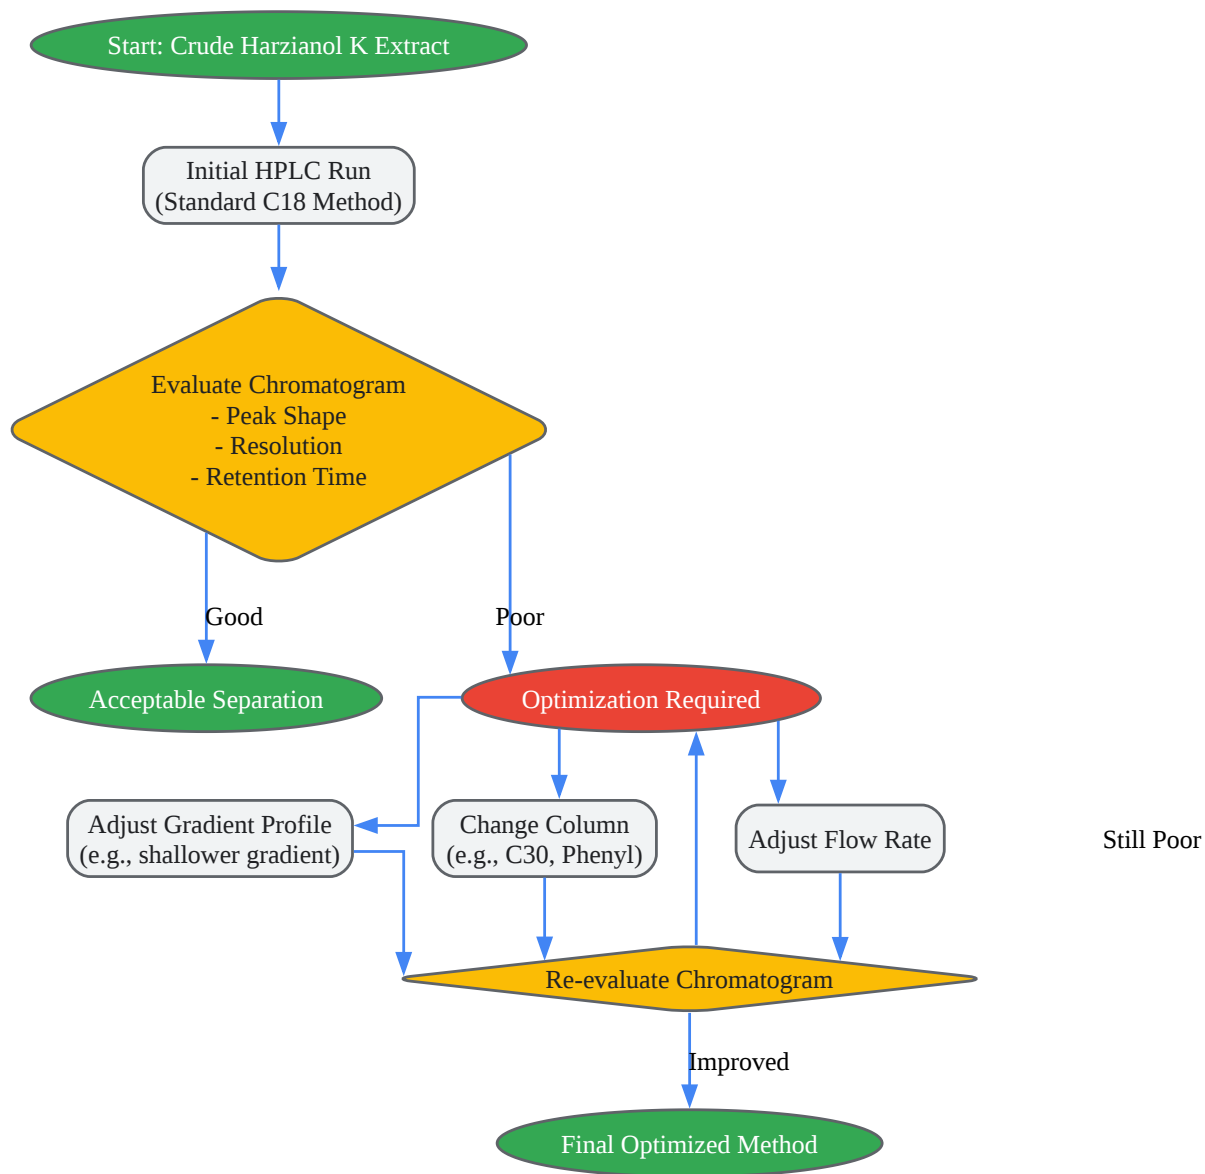 Start: Crude Harzianol K Extract
Initial HPLC Run
(Standard C18 Method)
Evaluate Chromatogram
- Peak Shape
- Resolution
- Retention Time
Good
Poor
Acceptable Separation
Optimization Required
Adjust Gradient Profile
(e.g., shallower gradient)
Change Column
(e.g., C30, Phenyl)
Adjust Flow Rate
Still Poor
Re-evaluate Chromatogram
Improved
Final Optimized Method